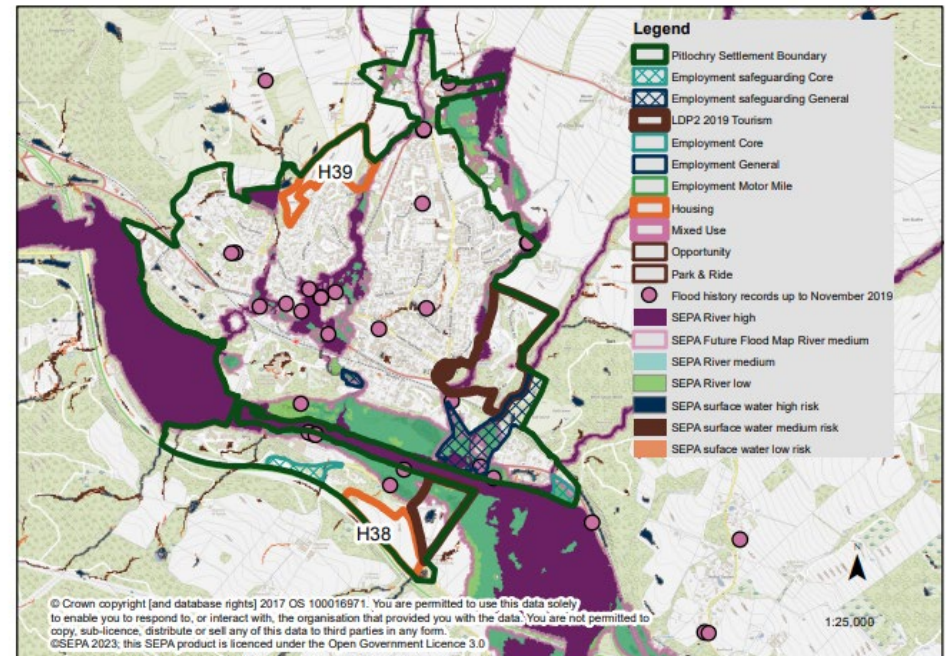 Legend
Pitlochry Settlement Boundary
Employment safeguarding Core
Employment safeguarding General
LDP2 2019 Tourism
Employment Core
Employment General
Employment Motor Mile
Housing
Mixed Use
Opportunity
Park & Ride
Flood history records up to November 2019
SEPA River high
SEPA Future Flood Map River medium
SEPA River medium
SEPA River low
SEPA surface water high risk
SEPA surface water medium risk
SEPA suface water low risk
H39
H38
N
1:25,000
© Crown copyright [and database rights] 2017 OS 100016971. You are permitted to use this data solely
to enable you to respond to, or interact with, the organisation that provided you with the data. You are not permitted to
copy, sub-licence, distribute or sell any of this data to third parties in any form.
©SEPA 2023; this SEPA product is licenced under the Open Government Licence 3.0